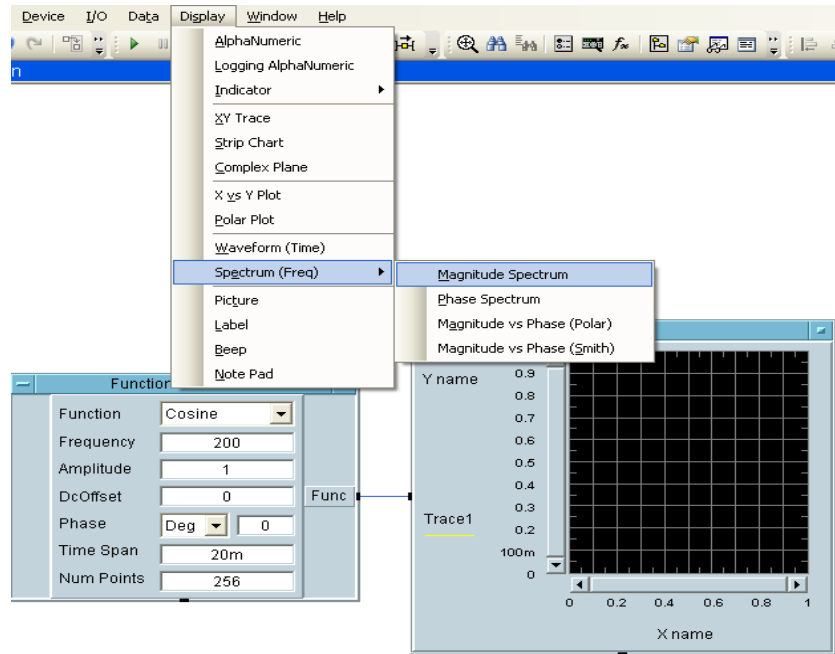 Device I/O Data Display Window Help
n
AlphaNumeric
Logging AlphaNumeric
Indicator
XY Trace
Strip Chart
Complex Plane
X vs Y Plot
Polar Plot
Waveform (Time)
Spectrum (Freq)
Picture
Label
Beep
Note Pad
Magnitude Spectrum
Phase Spectrum
Magnitude vs Phase (Polar)
Magnitude vs Phase (Smith)
Function
Function Cosine
Frequency 200
Amplitude 1
DcOffset 0
Phase Deg 0
Time Span 20m
Num Points 256
Func
Y name
Trace1
0.9
0.8
0.7
0.6
0.5
0.4
0.3
0.2
100m
0
0 0.2 0.4 0.6 0.8 1
X name